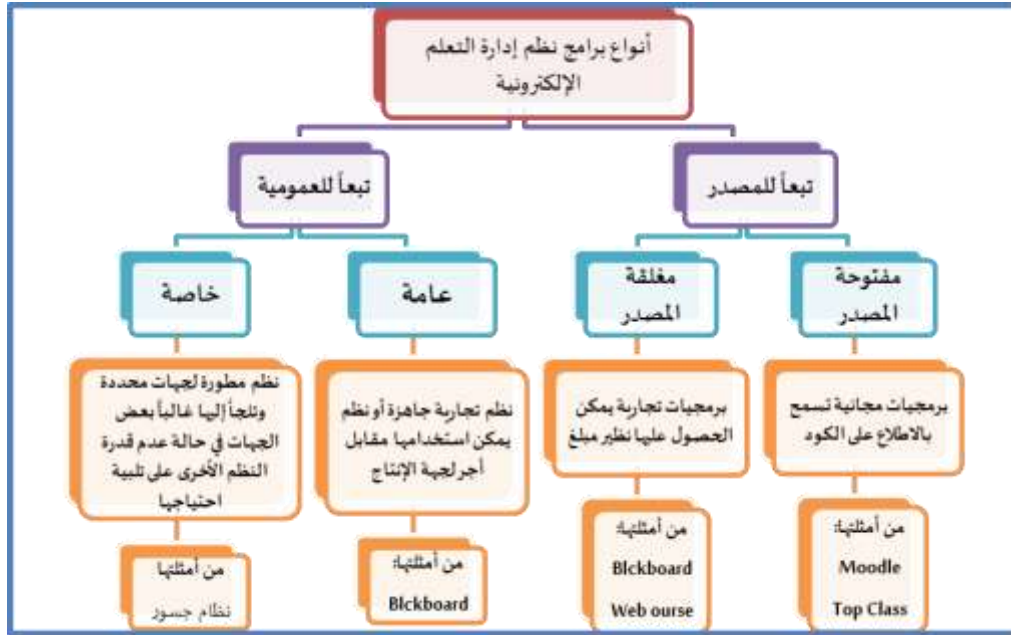 أنواع برامج نظم إدارة التعلم
الإلكترونية
تبعاً للمصدر
تبعاً للعمومية
مفتوحة
المصدر
مغلقة
المصدر
عامة
خاصة
برمجيات مجانية تسمح
بالاطلاع على الكود
برمجيات تجارية يمكن
الحصول عليها نظير مبلغ
نظم تجارية جاهزة أو نظم
يمكن استخدامها مقابل
أجر لجهة الإنتاج
نظم مطورة لجهات محددة
وتلجأ إليها غالباً بعض
الجهات في حالة عدم قدرة
النظم الأخرى على تلبية
احتياجها
من أمثلتها:
Moodle
Top Class
من أمثلتها:
Blckboard
Web ourse
من أمثلتها:
Blckboard
من أمثلتها
نظام جسور